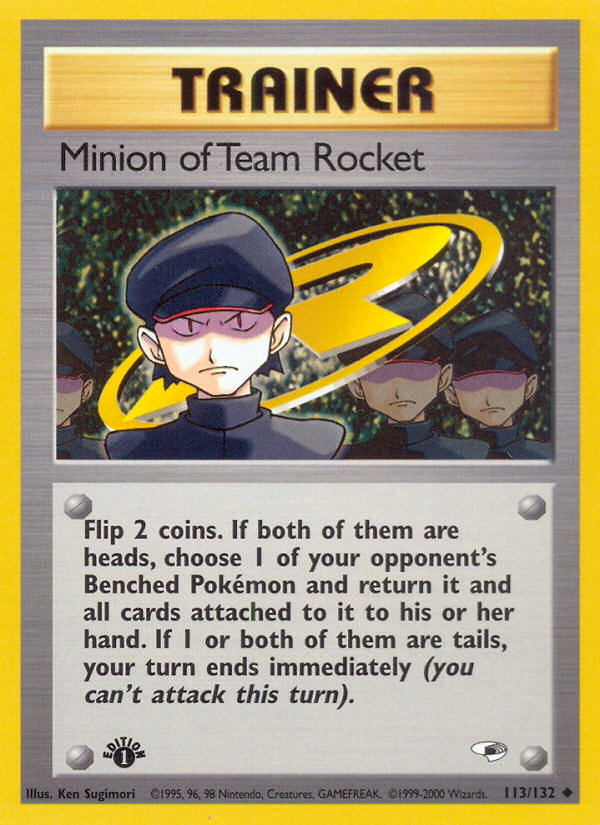 TRAINER
Minion of Team Rocket
Flip 2 coins. If both of them are
heads, choose 1 of your opponent's
Benched Pokémon and return it and
all cards attached to it to his or her
hand. If 1 or both of them are tails,
your turn ends immediately (you
can't attack this turn).
EDITION
1
Illus. Ken Sugimori ©1995, 96, 98 Nintendo, Creatures, GAMEFREAK. ©1999-2000 Wizards. 113/132 ◆